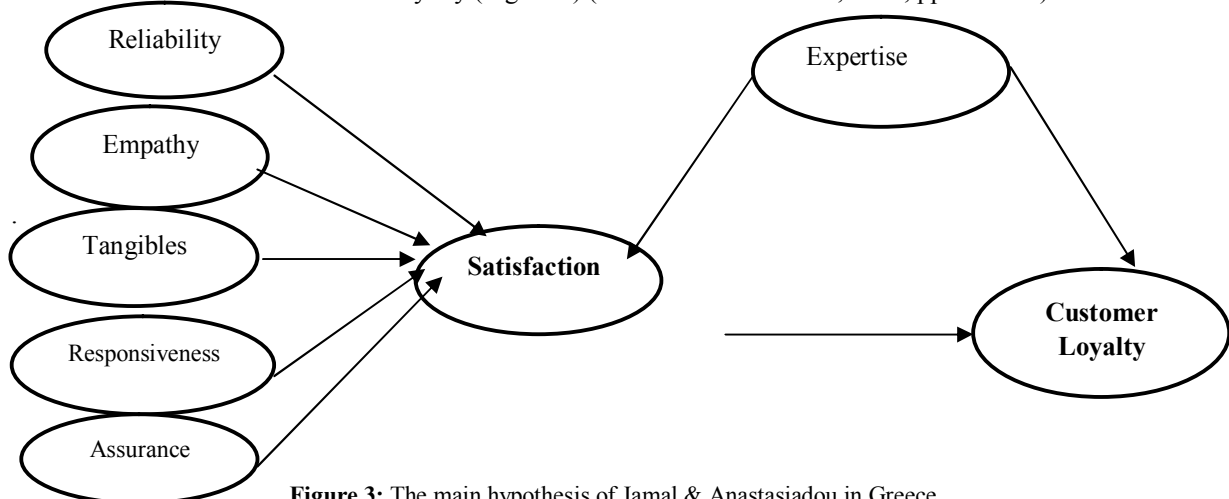 Reliability
Expertise
Empathy
Tangibles
Satisfaction
Customer
Loyalty
Responsiveness
Assurance
Figure 3: The main hypothesis of Jamal & Anastasiadou in Greece